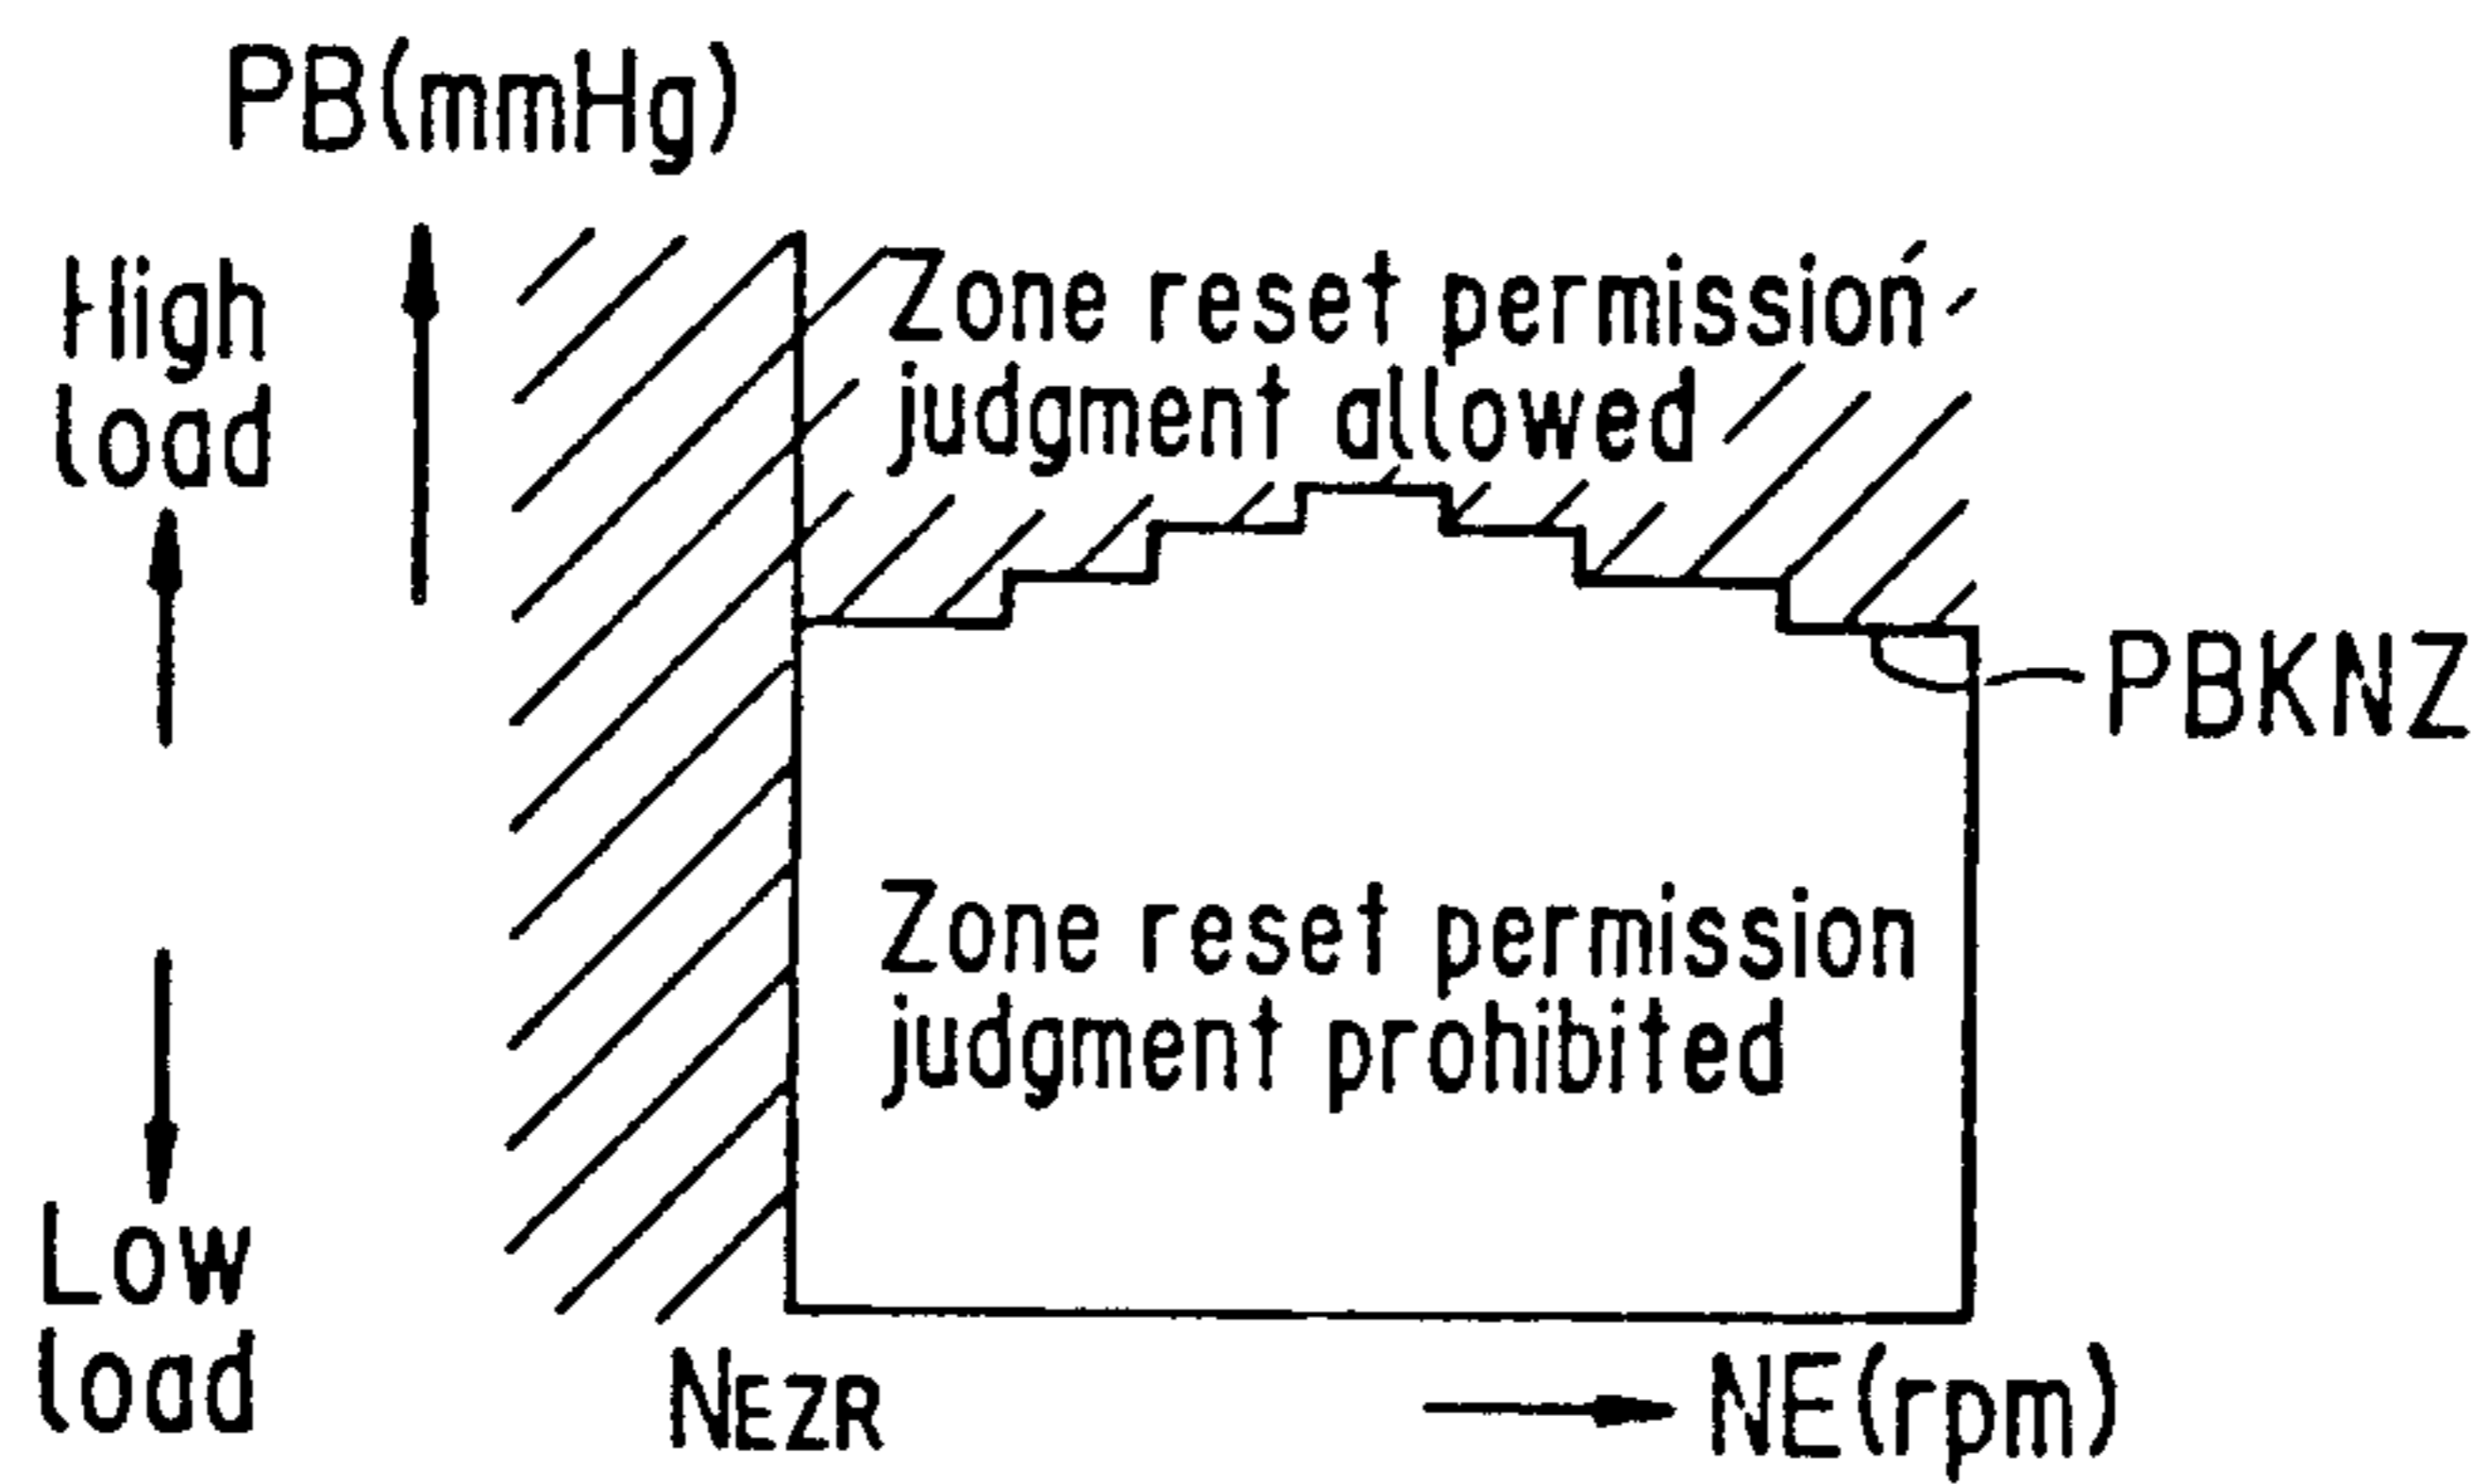 PB(mmHg)
High
load
Zone reset permission
judgment allowed
PBKNZ
Zone reset permission
judgment prohibited
Low
load
NEZR
NE(rpm)